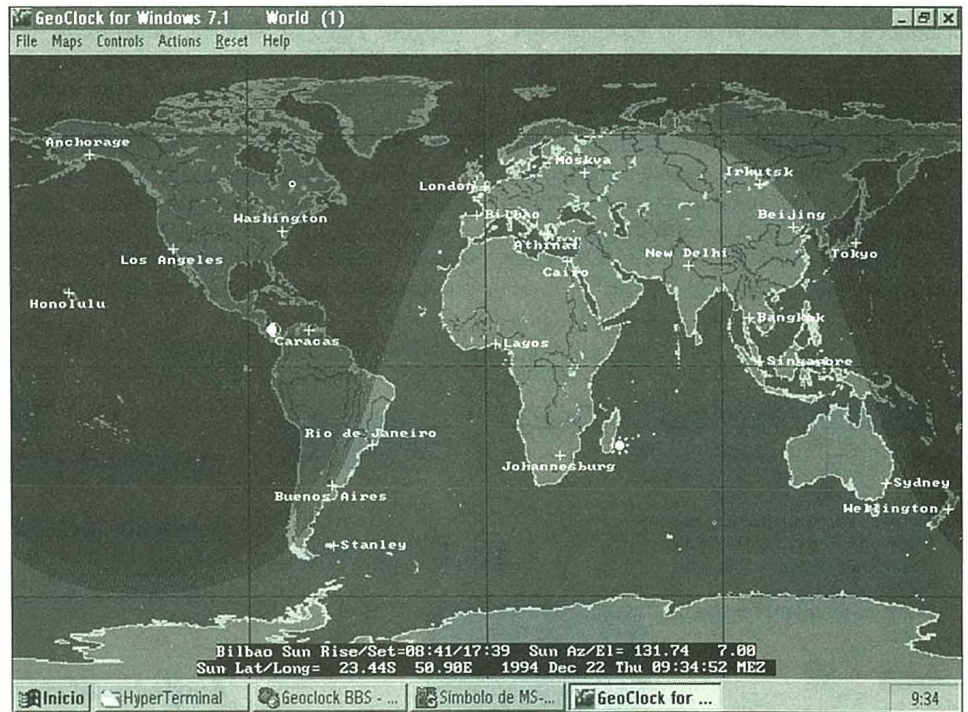 GeoClock for Windows 7.1 World (1)
File Maps Controls Actions Reset Help
Anchorage
Moskva
London
Irkutsk
Washington
Bilbao
Beijing
Athinai
Los Angeles
New Delhi
Tokyo
Cairo
Honolulu
Bangkok
Caracas
Lagos
Singapore
Rio de Janeiro
Johannesburg
Buenos Aires
Sydney
Wellington
Stanley
Bilbao Sun Rise/Set=08:41/17:39 Sun Az/El= 131.74 7.00
Sun Lat/Long= 23.44S 50.90E 1994 Dec 22 Thu 09:34:52 MEZ
Inicio HyperTerminal Geoclock BBS - ... Símbolo de MS-... GeoClock for ... 9:34